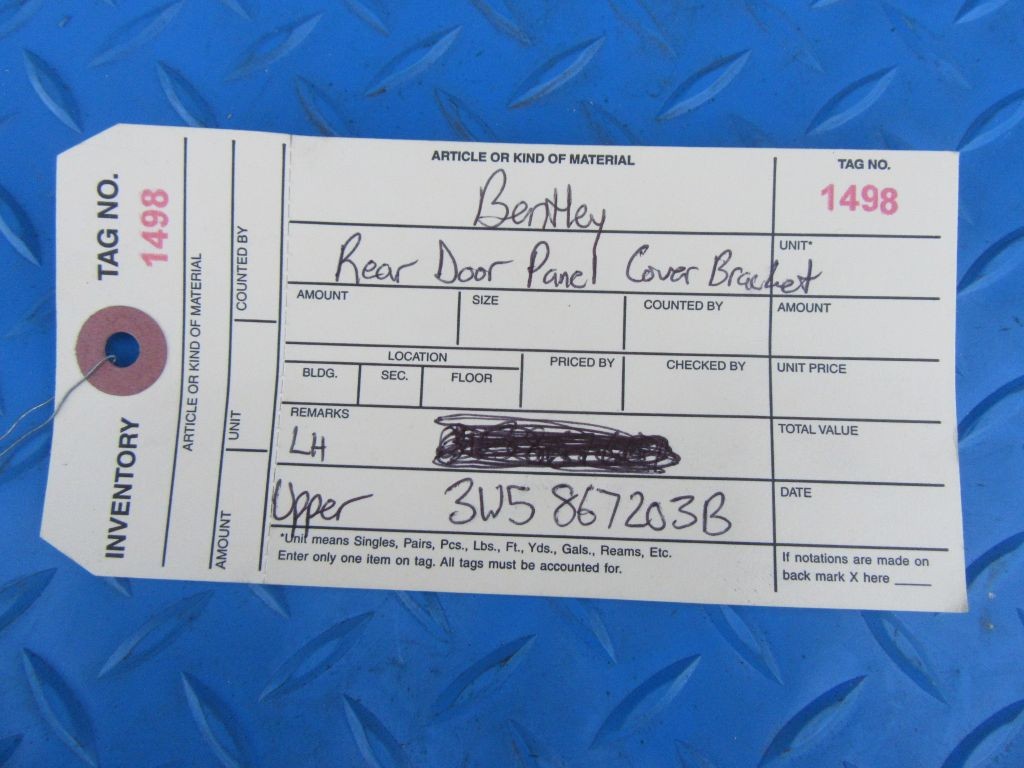 TAG NO.
1498
INVENTORY
ARTICLE OR KIND OF MATERIAL
COUNTED BY
UNIT
AMOUNT
ARTICLE OR KIND OF MATERIAL
TAG NO.
Bentley
1498
UNIT*
Rear Door Panel Cover Bracket
AMOUNT SIZE COUNTED BY AMOUNT
LOCATION PRICED BY CHECKED BY UNIT PRICE
BLDG. SEC. FLOOR
REMARKS TOTAL VALUE
LH
DATE
Upper 3W5 867203B
*Unit means Singles, Pairs, Pcs., Lbs., Ft., Yds., Gals., Reams, Etc.
Enter only one item on tag. All tags must be accounted for.
If notations are made on
back mark X here ____